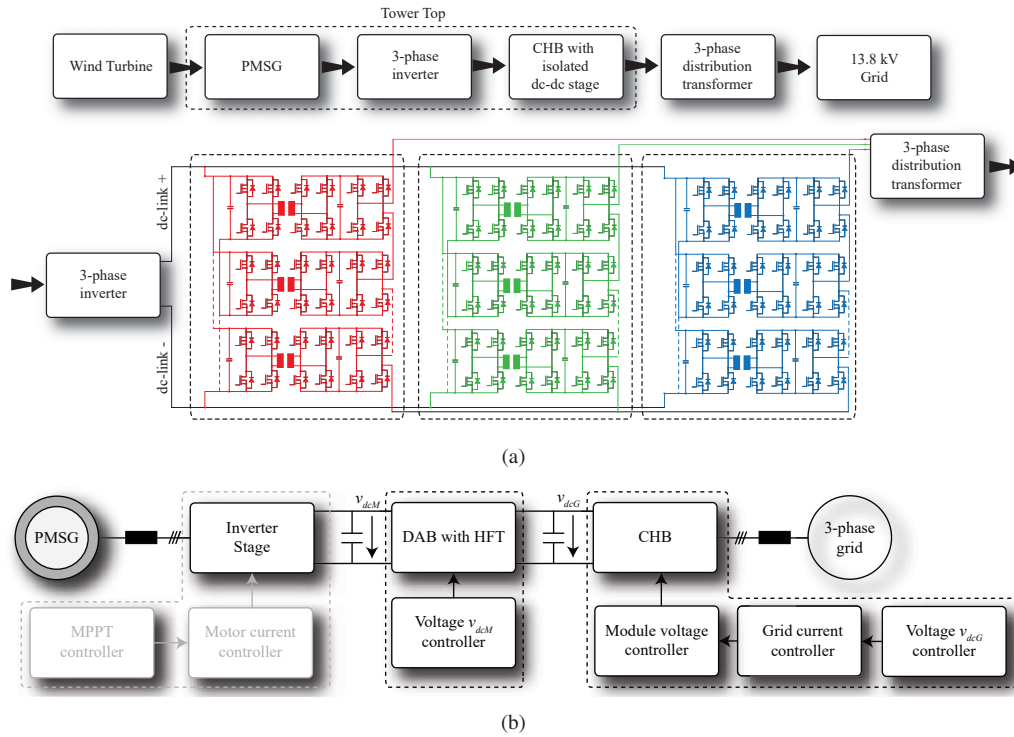 Tower Top
Wind Turbine
PMSG
3-phase
inverter
CHB with
isolated
dc-dc stage
3-phase
distribution
transformer
13.8 kV
Grid
3-phase
inverter
dc-link +
dc-link -
3-phase
distribution
transformer
(a)
PMSG
Inverter
Stage
v_dcM
DAB with HFT
v_dcG
CHB
3-phase
grid
MPPT
controller
Motor current
controller
Voltage v_dcM
controller
Module voltage
controller
Grid current
controller
Voltage v_dcG
controller
(b)